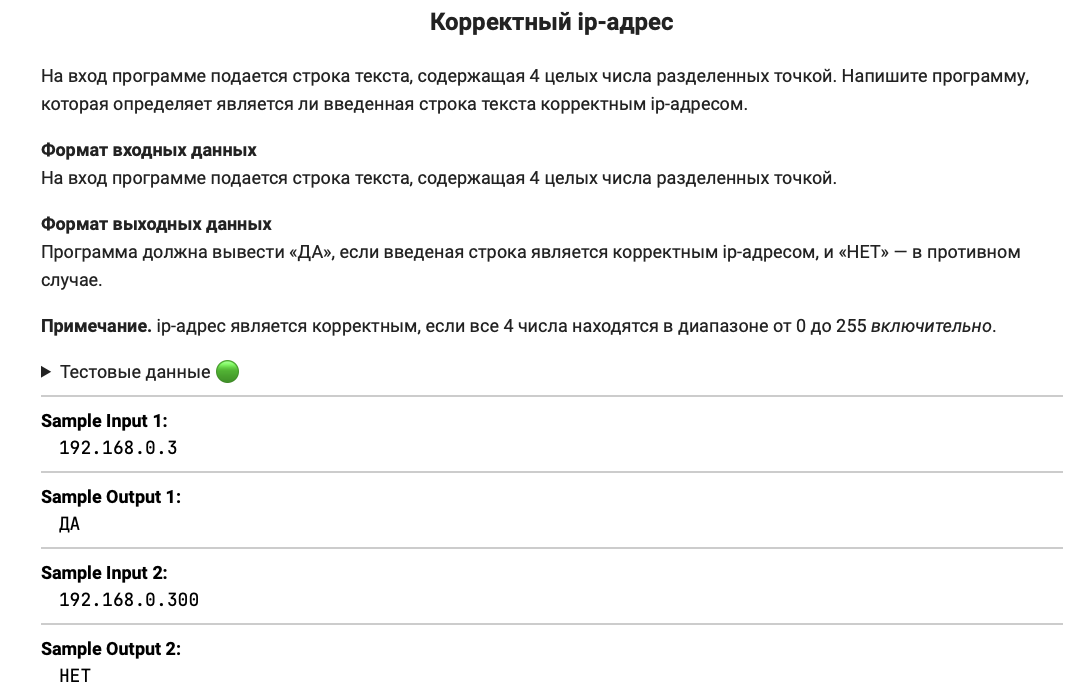 Корректный ip-адрес
На вход программе подается строка текста, содержащая 4 целых числа разделенных точкой. Напишите программу,
которая определяет является ли введенная строка текста корректным ip-адресом.
Формат входных данных
На вход программе подается строка текста, содержащая 4 целых числа разделенных точкой.
Формат выходных данных
Программа должна вывести «ДА», если введеная строка является корректным ip-адресом, и «НЕТ» — в противном
случае.
Примечание. ip-адрес является корректным, если все 4 числа находятся в диапазоне от 0 до 255 включительно.
Тестовые данные
Sample Input 1:
192.168.0.3
Sample Output 1:
ДА
Sample Input 2:
192.168.0.300
Sample Output 2:
НЕТ